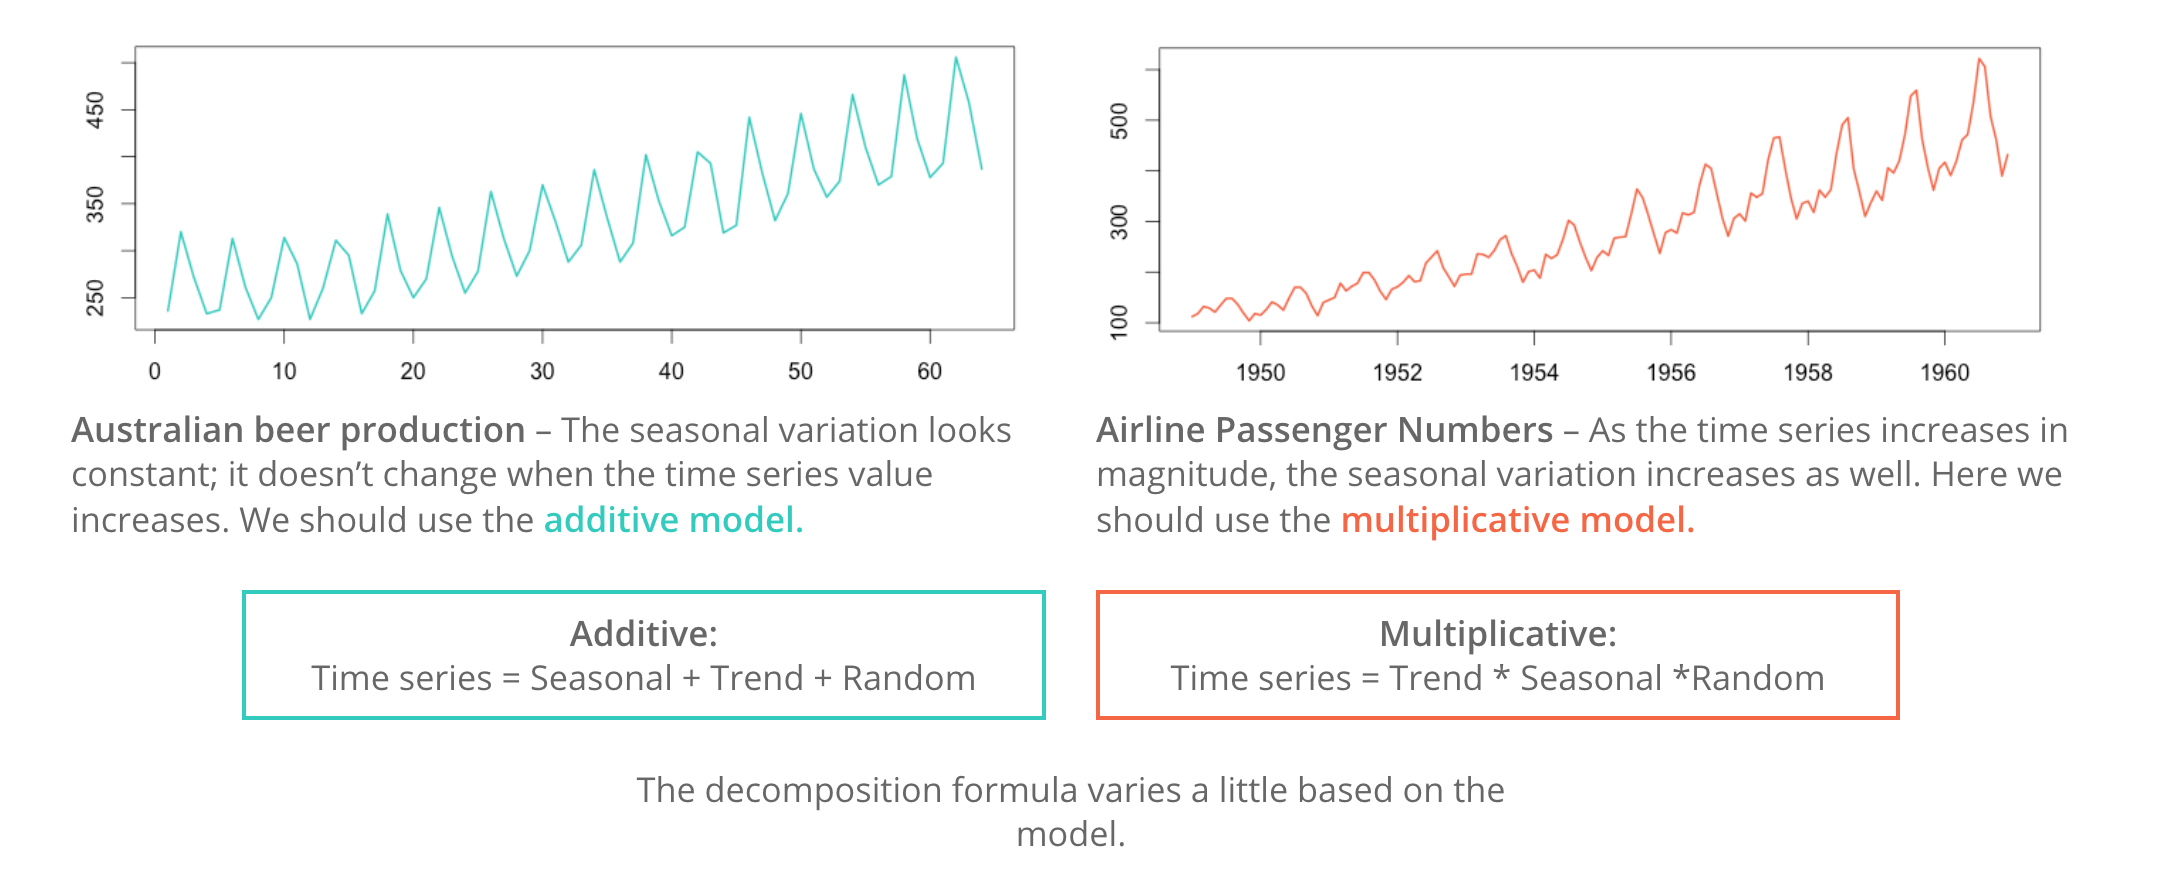 450
350
250
0 10 20 30 40 50 60
500
300
100
1950 1952 1954 1956 1958 1960
Australian beer production – The seasonal variation looks
constant; it doesn’t change when the time series value
increases. We should use the additive model.
Airline Passenger Numbers – As the time series increases in
magnitude, the seasonal variation increases as well. Here we
should use the multiplicative model.
Additive:
Time series = Seasonal + Trend + Random
Multiplicative:
Time series = Trend * Seasonal *Random
The decomposition formula varies a little based on the
model.